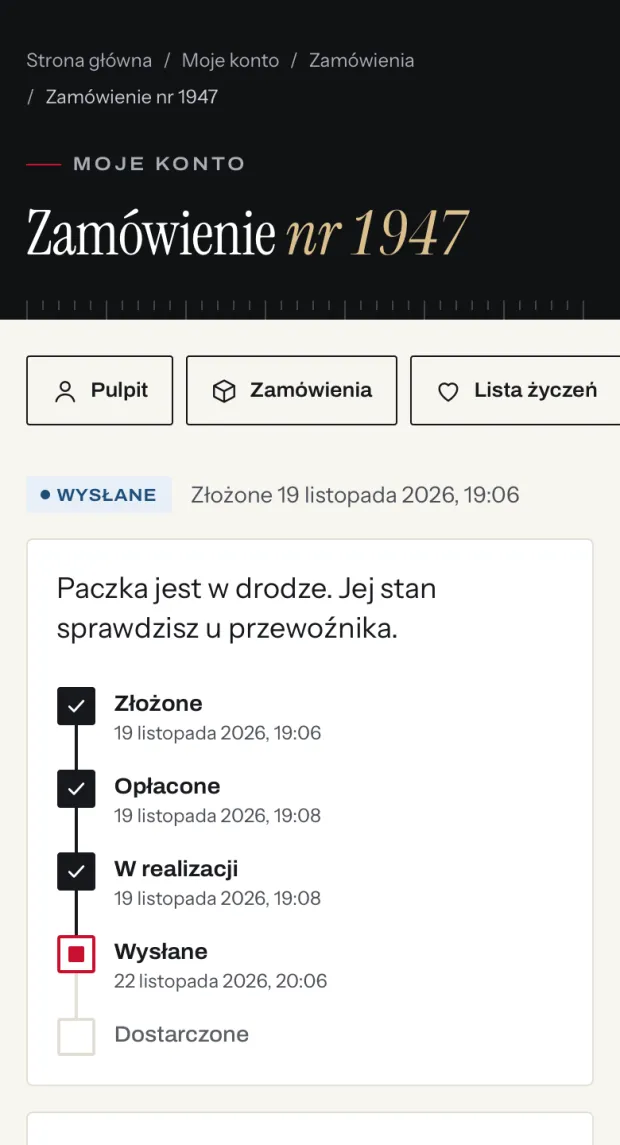 Strona główna / Moje konto / Zamówienia
/ Zamówienie nr 1947
MOJE KONTO
Zamówienie nr 1947
Pulpit
Zamówienia
Lista życzeń
WYSŁANE
Złożone 19 listopada 2026, 19:06
Paczka jest w drodze. Jej stan
sprawdzisz u przewoźnika.
Złożone
19 listopada 2026, 19:06
Opłacone
19 listopada 2026, 19:08
W realizacji
19 listopada 2026, 19:08
Wysłane
22 listopada 2026, 20:06
Dostarczone